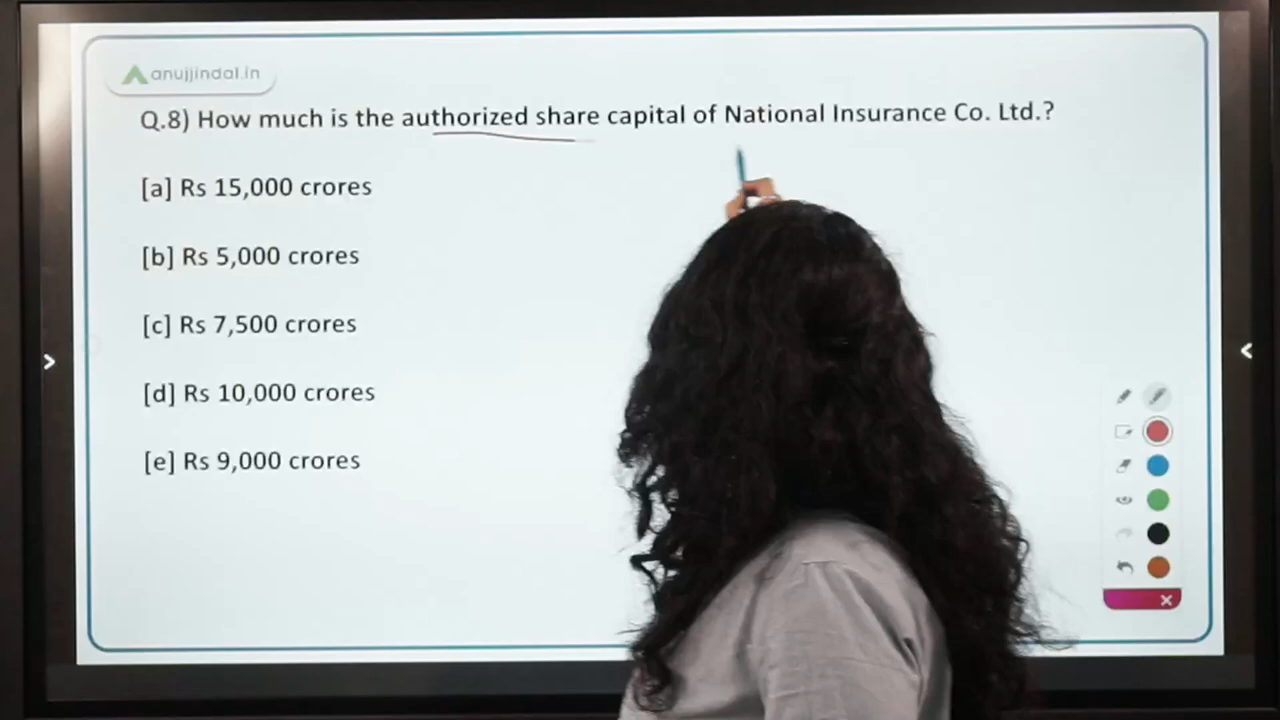 anujjindal.in
Q.8) How much is the authorized share capital of National Insurance Co. Ltd.?
[a] Rs 15,000 crores
[b] Rs 5,000 crores
[c] Rs 7,500 crores
[d] Rs 10,000 crores
[e] Rs 9,000 crores